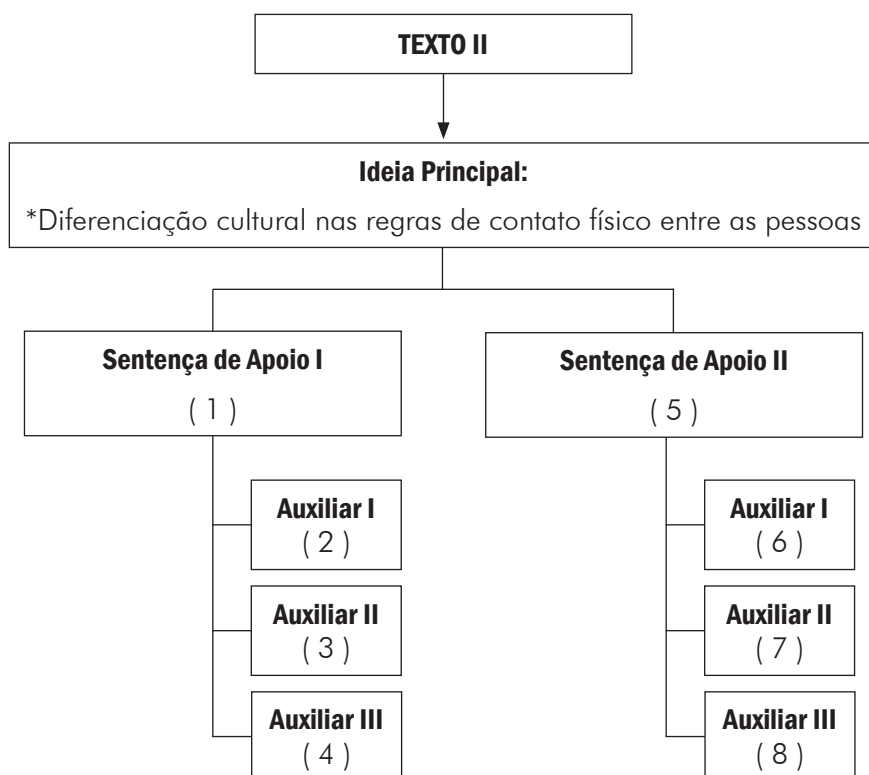 TEXTO II
Ideia Principal:
*Diferenciação cultural nas regras de contato físico entre as pessoas
Sentença de Apoio I
( 1 )
Auxiliar I
( 2 )
Auxiliar II
( 3 )
Auxiliar III
( 4 )
Sentença de Apoio II
( 5 )
Auxiliar I
( 6 )
Auxiliar II
( 7 )
Auxiliar III
( 8 )